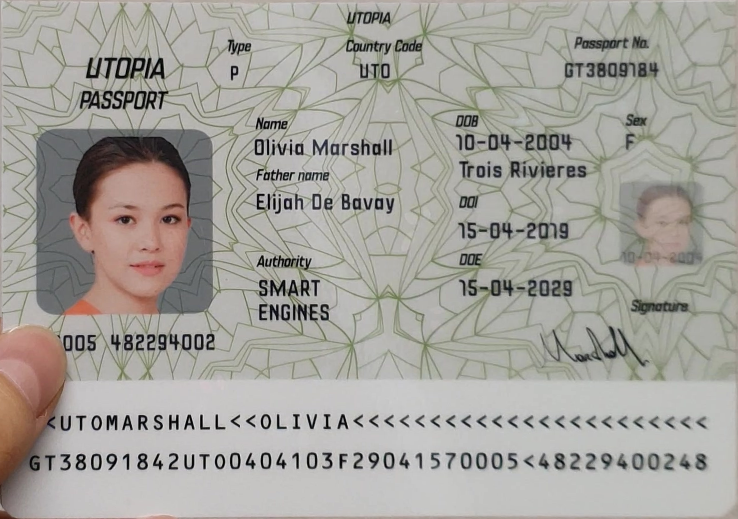 UTOPIA
Type
Country Code
Passport No.
UTOPIA
PASSPORT
P
UTO
GT3809184
Name
DOB
Sex
Olivia Marshall
10-04-2004
F
Father name
Trois Rivieres
Elijah De Bavay
DOI
15-04-2019
Authority
DOE
SMART
ENGINES
15-04-2029
10-04-2004
Signature
005 482294002
<UTOMARSHALL<<OLIVIA<<<<<<<<<<<<<<<<<<<<<<<<
GT38091842UTO0404103F29041570005<48229400248